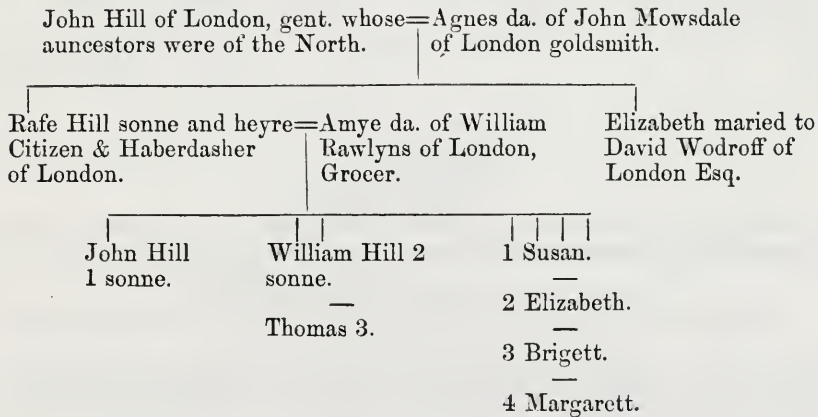 John Hill of London, gent. whose=Agnes da. of John Mowsdale
auncestors were of the North.
of London goldsmith.
Rafe Hill sonne and heyre=Amye da. of William
Citizen & Haberdasher
of London.
Rawlyns of London,
Grocer.
Elizabeth maried to
David Wodroff of
London Esq.
John Hill
1 sonne.
William Hill 2
sonne.
—
Thomas 3.
1 Susan.
—
2 Elizabeth.
—
3 Brigett.
—
4 Margarett.